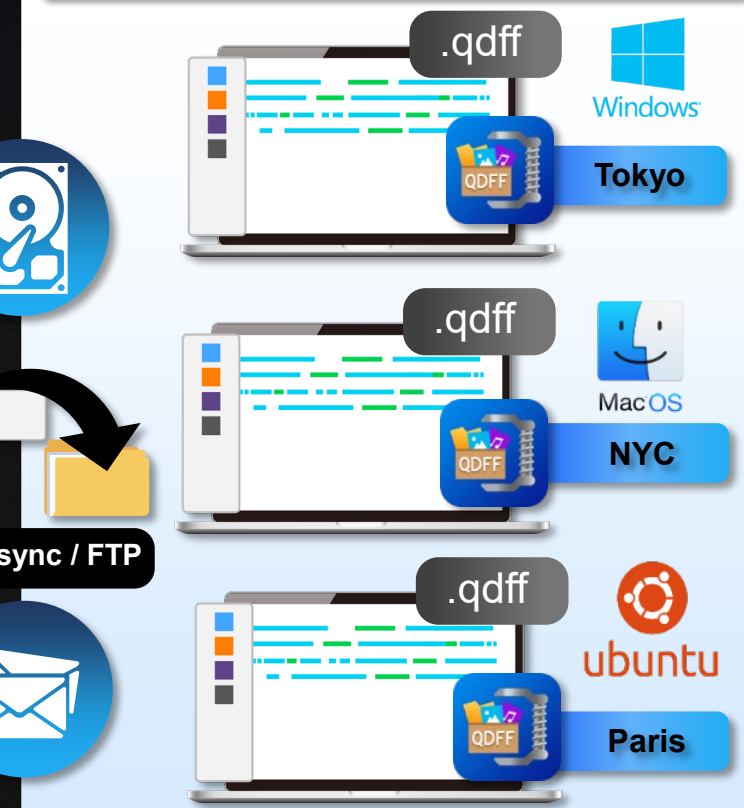 .qdff
Windows
QDFF
Tokyo
.qdff
MacOS
QDFF
NYC
sync / FTP
.qdff
ubuntu
QDFF
Paris